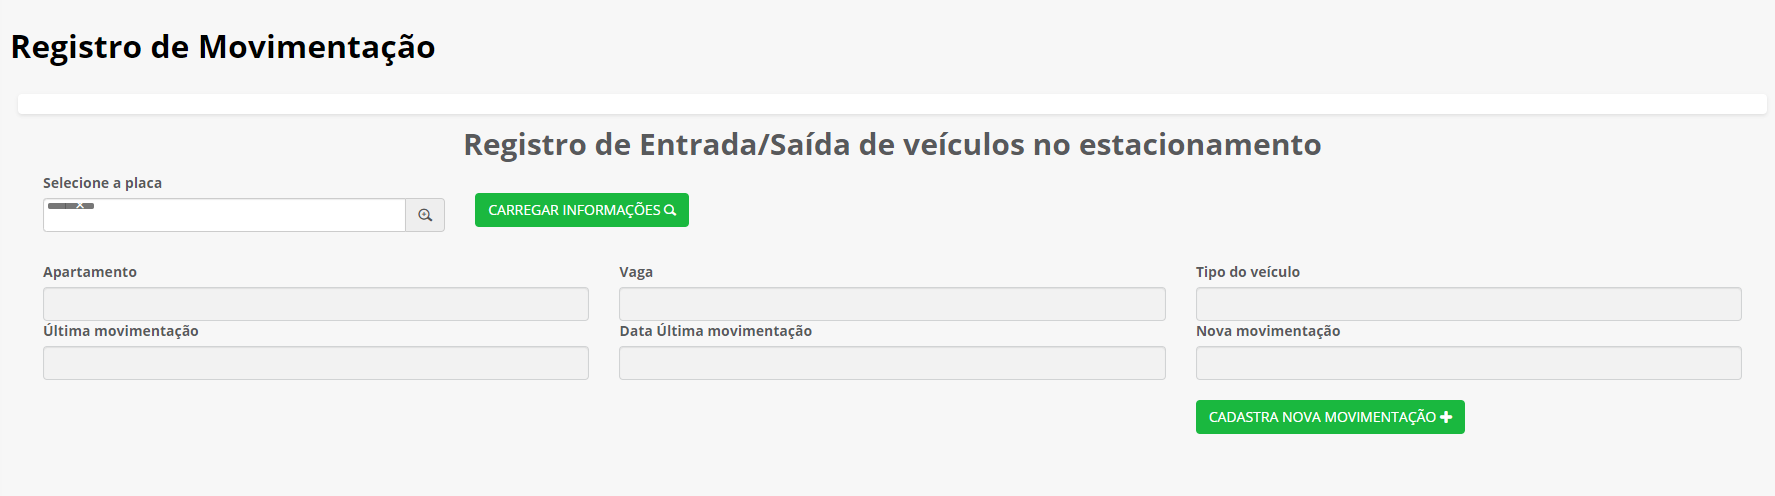 Registro de Movimentação
Registro de Entrada/Saída de veículos no estacionamento
Selecione a placa
CARREGAR INFORMAÇÕES
Apartamento
Vaga
Tipo do veículo
Última movimentação
Data Última movimentação
Nova movimentação
CADASTRA NOVA MOVIMENTAÇÃO